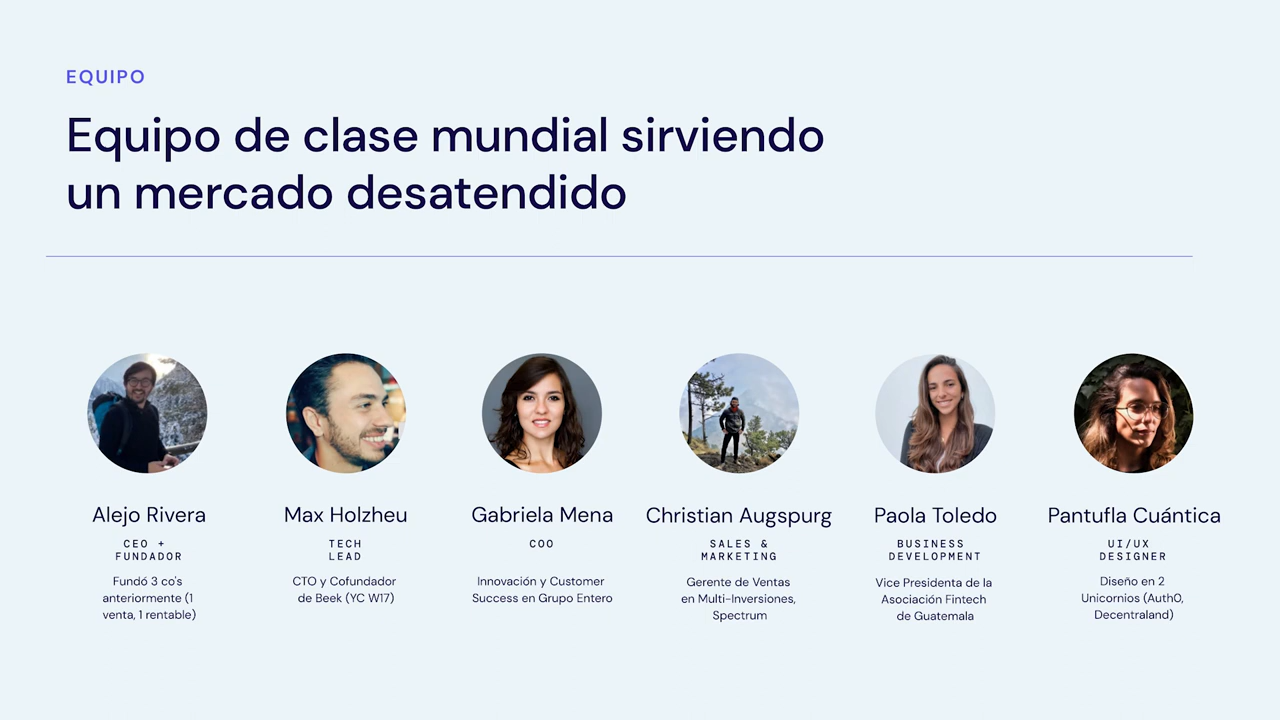 EQUIPO
Equipo de clase mundial sirviendo
un mercado desatendido
Alejo Rivera
CEO +
FUNDADOR
Fundó 3 co's
anteriormente (1
venta, 1 rentable)
Max Holzheu
TECH
LEAD
CTO y Cofundador
de Beek (YC W17)
Gabriela Mena
COO
Innovación y Customer
Success en Grupo Entero
Christian Augspurg
SALES &
MARKETING
Gerente de Ventas
en Multi-Inversiones,
Spectrum
Paola Toledo
BUSINESS
DEVELOPMENT
Vice Presidenta de la
Asociación Fintech
de Guatemala
Pantufla Cuántica
UI/UX
DESIGNER
Diseño en 2
Unicornios (Auth0,
Decentraland)